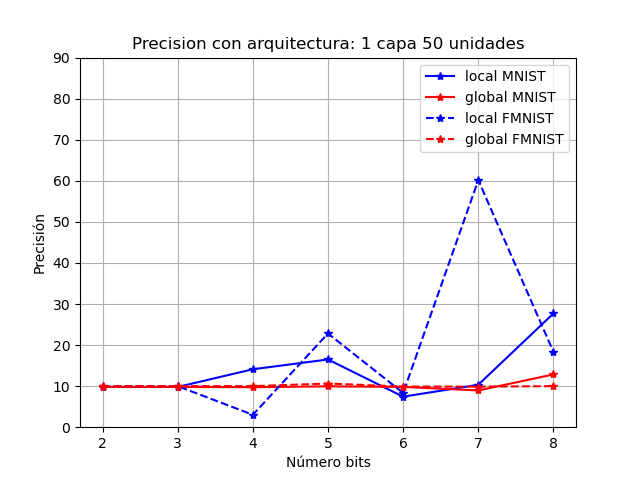 Precision con arquitectura: 1 capa 50 unidades
local MNIST
global MNIST
local FMNIST
global FMNIST
90
80
70
60
50
40
30
20
10
0
Precisión
2 3 4 5 6 7 8
Número bits